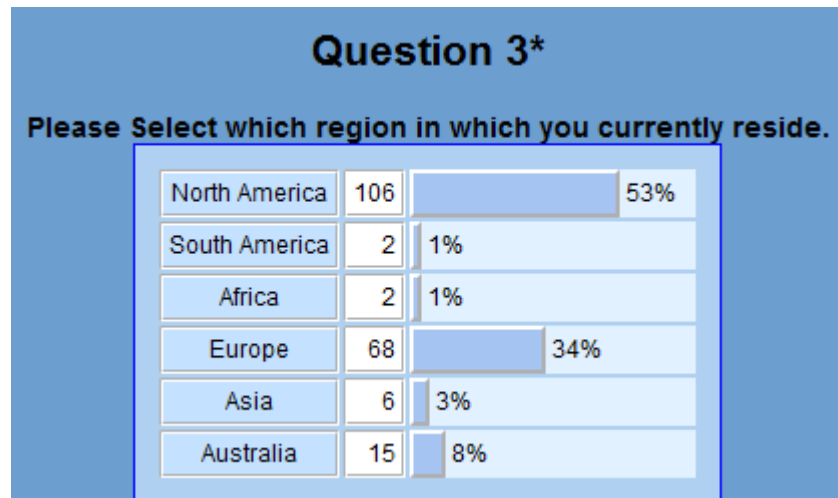 Question 3*
Please Select which region in which you currently reside.
North America 106 53%
South America 2 1%
Africa 2 1%
Europe 68 34%
Asia 6 3%
Australia 15 8%